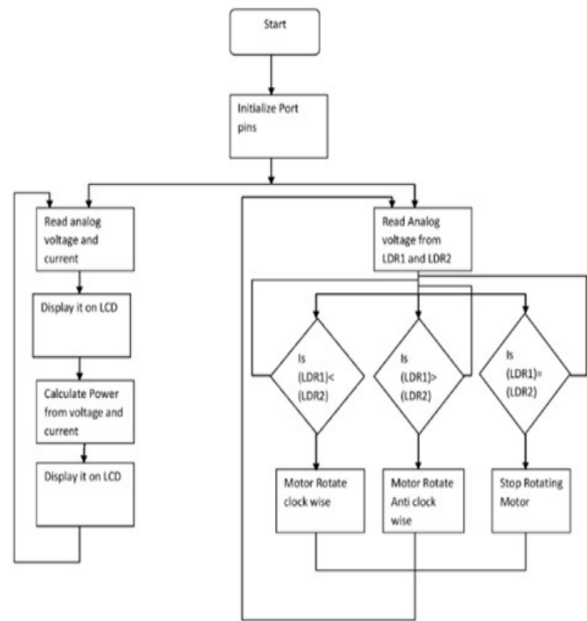 Start
Initialize Port
pins
Read analog
voltage and
current
Display it on LCD
Calculate Power
from voltage and
current
Display it on LCD
Read Analog
voltage from
LDR1 and LDR2
Is
(LDR1)<
(LDR2)
Is
(LDR1)>
(LDR2)
Is
(LDR1)=
(LDR2)
Motor Rotate
clock wise
Motor Rotate
Anti clock
wise
Stop Rotating
Motor